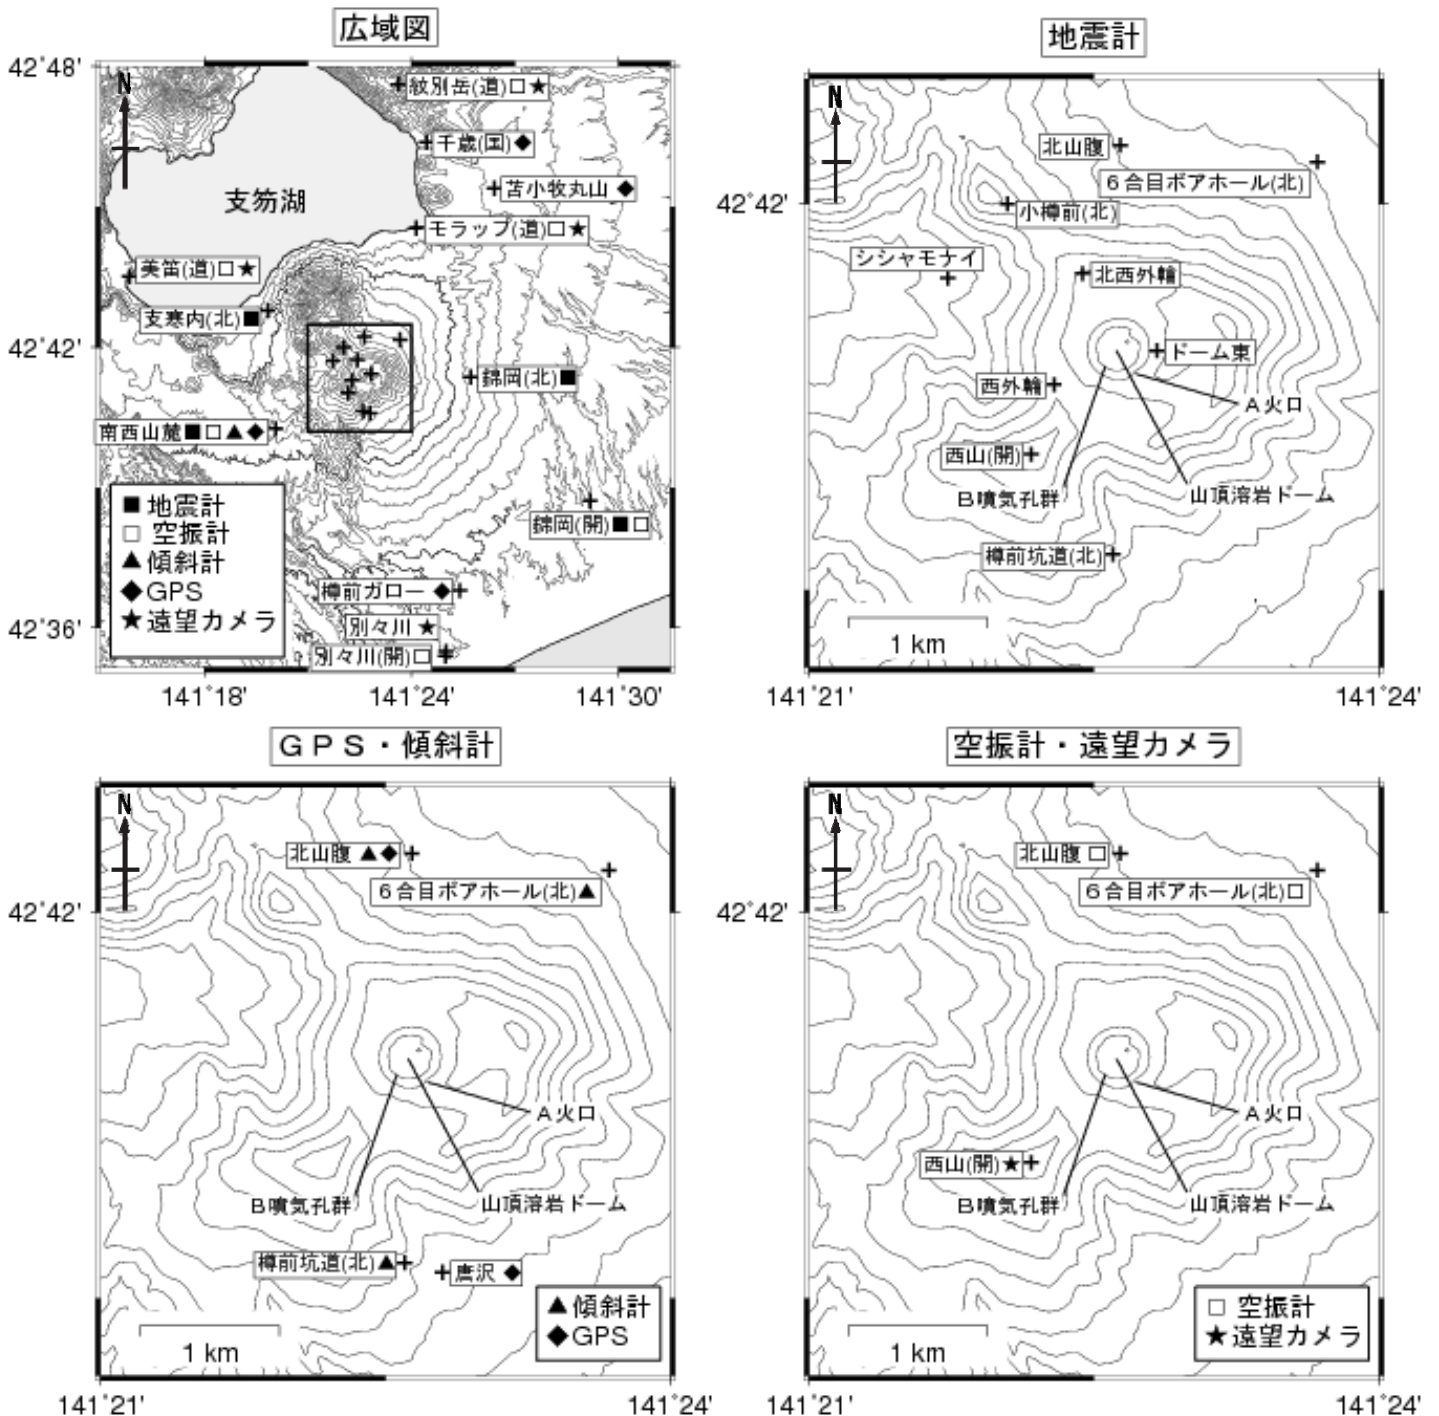 広域図
42°48'
N
紋別岳(道)□★
千歳(国)◆
苫小牧丸山 ◆
支笏湖
モラップ(道)□★
美笛(道)□★
支寒内(北)■
42°42'
錦岡(北)■
南西山麓■□▲◆
■ 地震計
□ 空振計
▲ 傾斜計
◆ GPS
★ 遠望カメラ
錦岡(開)■□
樽前ガロー ◆
42°36'
別々川 ★
別々川(開)□
141°18'
141°24'
141°30'
地震計
N
北山腹
6合目ボアホール(北)
42°42'
小樽前(北)
シシャモナイ
北西外輪
ドーム東
西外輪
A火口
西山(開)
B噴気孔群
山頂溶岩ドーム
樽前坑道(北)
1 km
141°21'
141°24'
GPS・傾斜計
N
北山腹 ▲◆
6合目ボアホール(北)▲
42°42'
A火口
B噴気孔群
山頂溶岩ドーム
樽前坑道(北)▲
唐沢 ◆
▲傾斜計
◆GPS
1 km
141°21'
141°24'
空振計・遠望カメラ
N
北山腹 □
6合目ボアホール(北)□
42°42'
A火口
西山(開)★
B噴気孔群
山頂溶岩ドーム
□ 空振計
★遠望カメラ
1 km
141°21'
141°24'